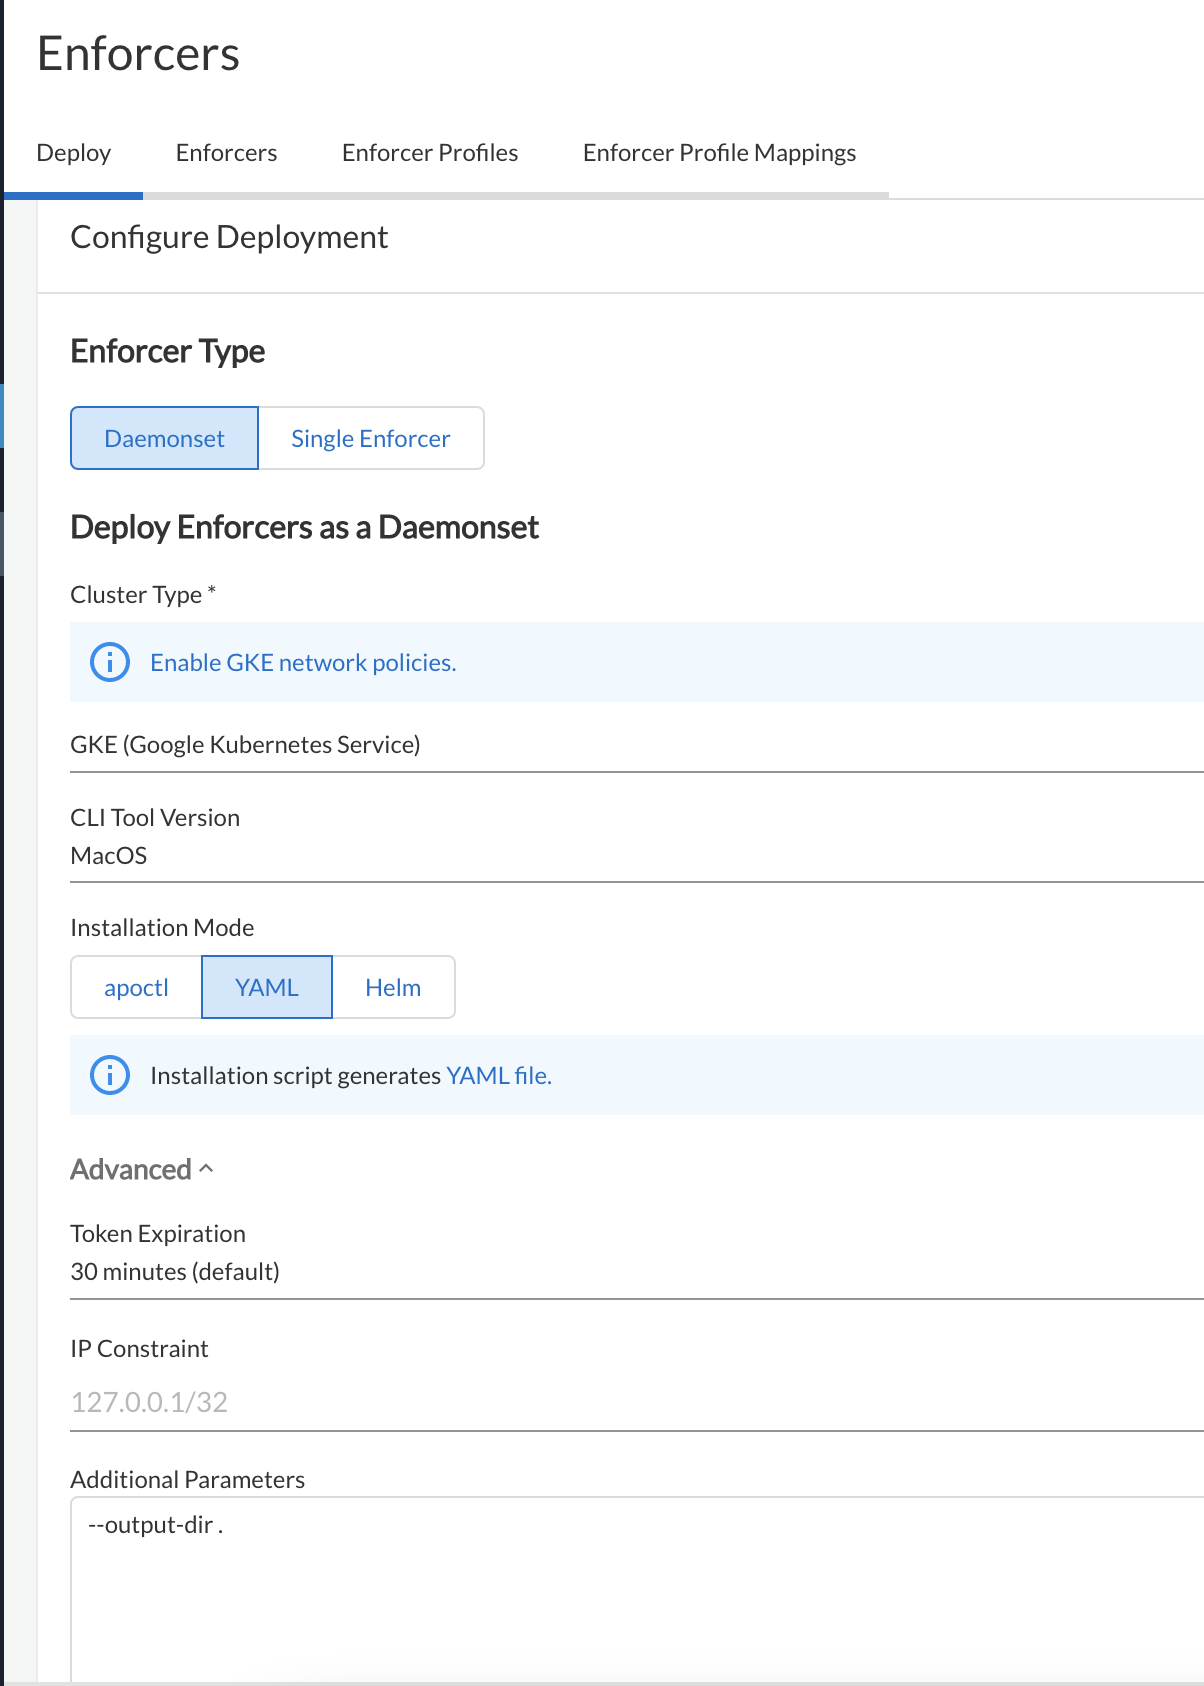 Enforcers
Deploy Enforcers Enforcer Profiles Enforcer Profile Mappings
Configure Deployment
Enforcer Type
Daemonset Single Enforcer
Deploy Enforcers as a Daemonset
Cluster Type *
Enable GKE network policies.
GKE (Google Kubernetes Service)
CLI Tool Version
MacOS
Installation Mode
apoctl YAML Helm
Installation script generates YAML file.
Advanced
Token Expiration
30 minutes (default)
IP Constraint
127.0.0.1/32
Additional Parameters
--output-dir .